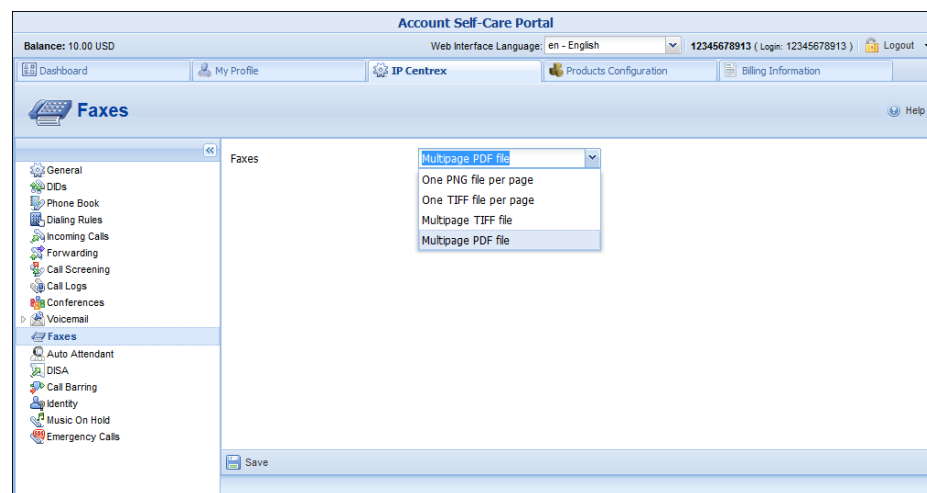 Account Self-Care Portal
Balance: 10.00 USD Web Interface Language: en - English 12345678913 ( Login: 12345678913 ) Logout
Dashboard My Profile IP Centrex Products Configuration Billing Information
Faxes Help
Faxes Multipage PDF file
One PNG file per page
One TIFF file per page
Multipage TIFF file
Multipage PDF file
General
DIDs
Phone Book
Dialing Rules
Incoming Calls
Forwarding
Call Screening
Call Logs
Conferences
Voicemail
Faxes
Auto Attendant
DISA
Call Barring
Identity
Music On Hold
Emergency Calls
Save